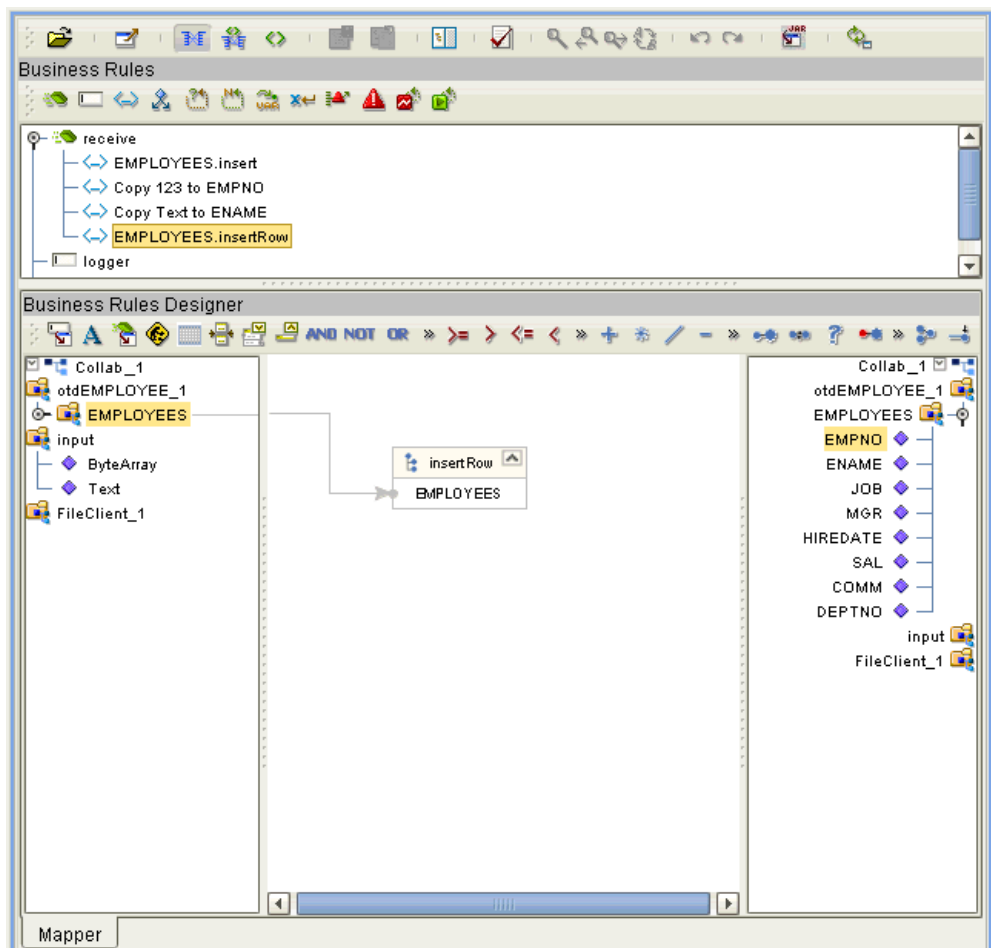 JAR
Business Rules
receive
EMPLOYEES.insert
Copy 123 to EMPNO
Copy Text to ENAME
EMPLOYEES.insertRow
logger
Business Rules Designer
A AND NOT OR » >= > <= < » + * / - » ? »
Collab_1
otdEMPLOYEE_1
EMPLOYEES
input
ByteArray
Text
FileClient_1
insertRow
EMPLOYEES
Collab_1
otdEMPLOYEE_1
EMPLOYEES
EMPNO
ENAME
JOB
MGR
HIREDATE
SAL
COMM
DEPTNO
input
FileClient_1
Mapper